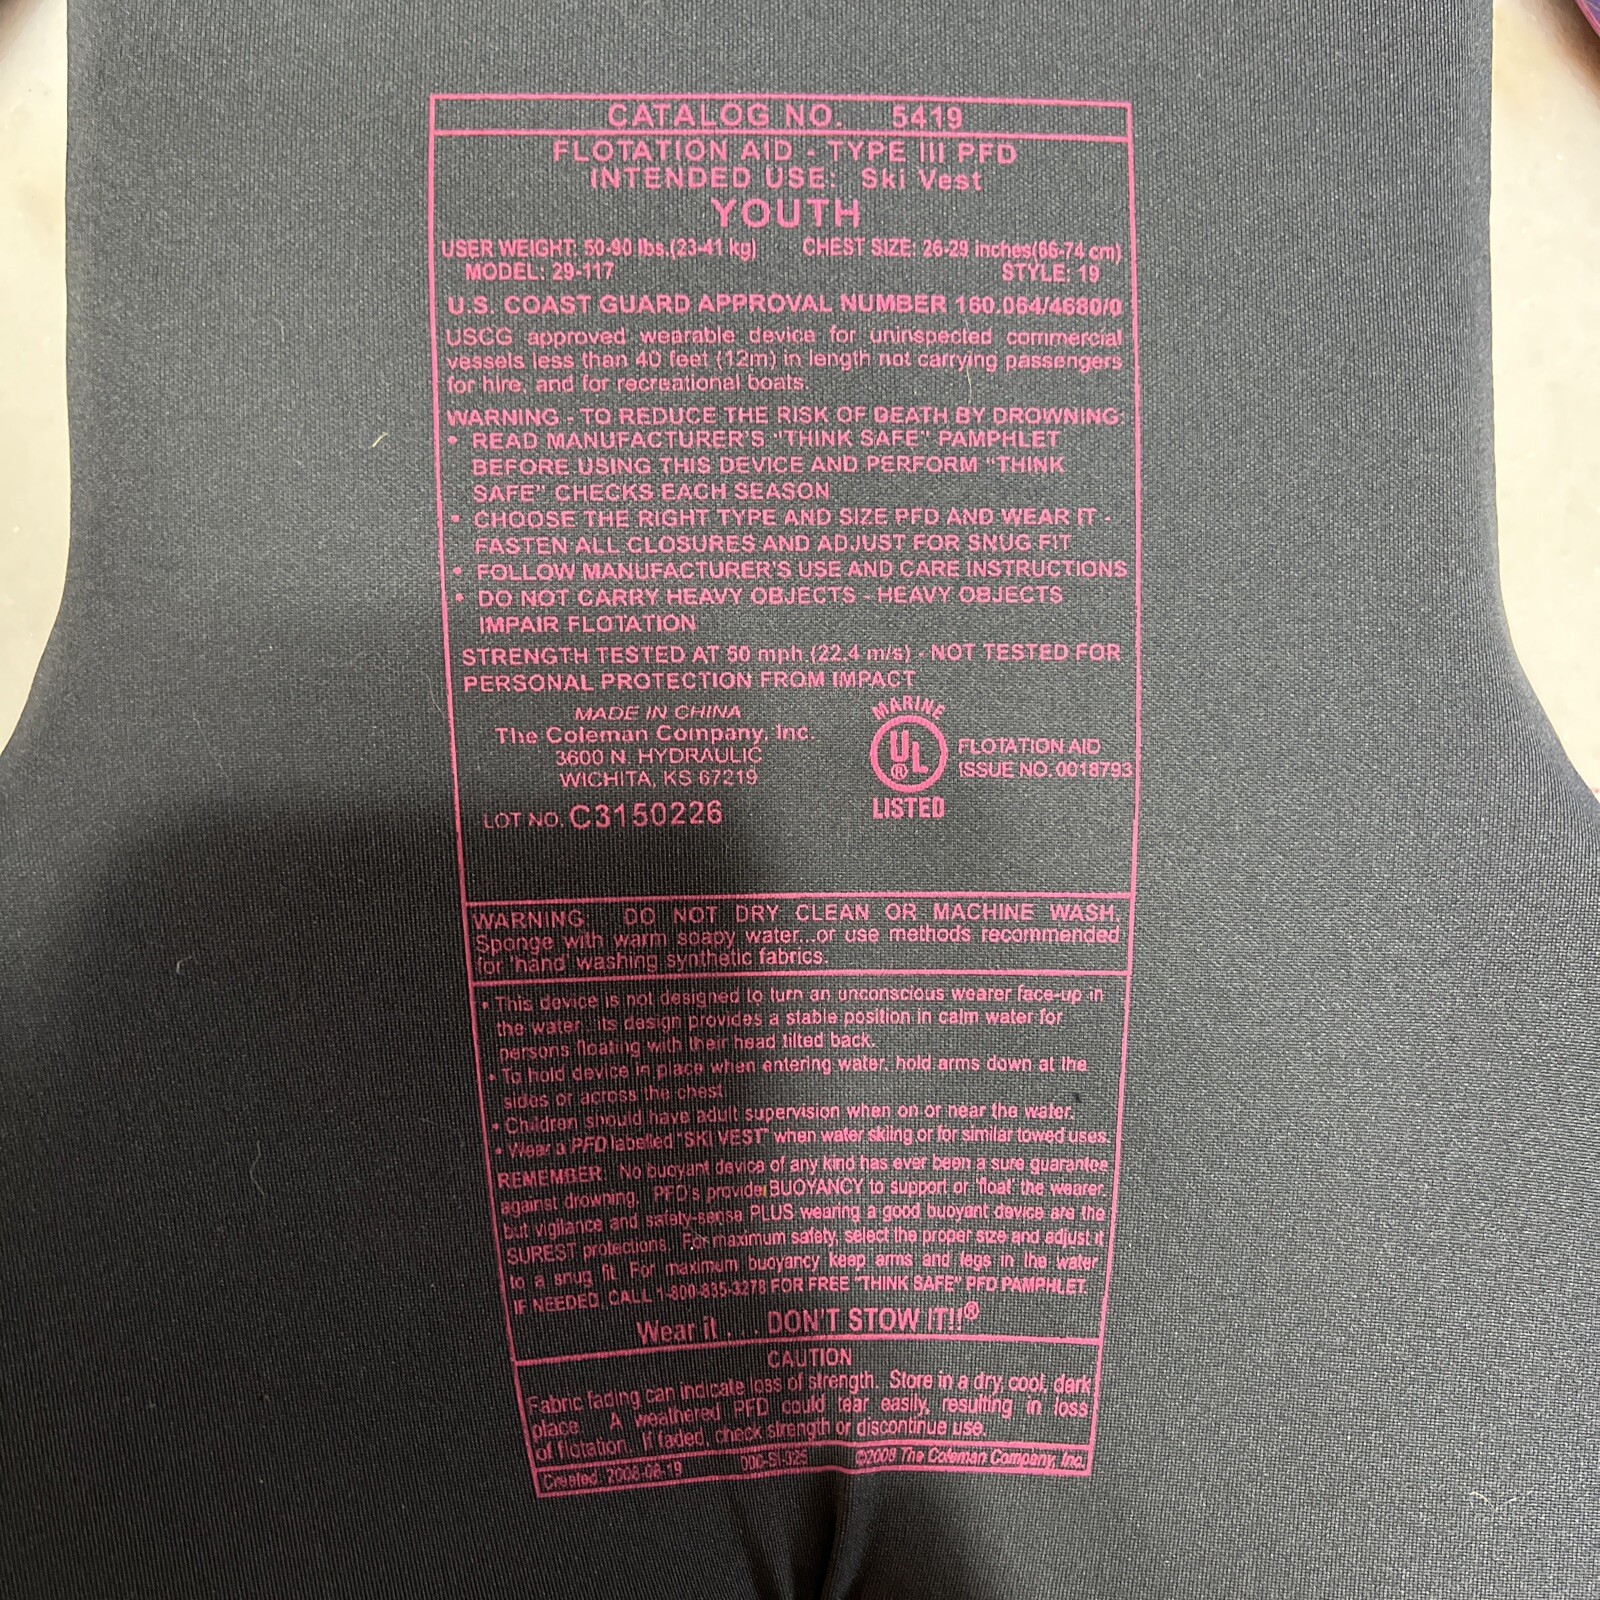 CATALOG NO. 5419
FLOTATION AID - TYPE III PFD
INTENDED USE: Ski Vest
YOUTH
USER WEIGHT: 50-90 lbs.(23-41 kg) CHEST SIZE: 26-29 inches(66-74 cm)
MODEL: 29-117 STYLE: 19
U.S. COAST GUARD APPROVAL NUMBER 160.064/4680/0
USCG approved wearable device for uninspected commercial
vessels less than 40 feet (12m) in length not carrying passengers
for hire, and for recreational boats.
WARNING - TO REDUCE THE RISK OF DEATH BY DROWNING:
• READ MANUFACTURER'S "THINK SAFE" PAMPHLET
BEFORE USING THIS DEVICE AND PERFORM "THINK
SAFE" CHECKS EACH SEASON
• CHOOSE THE RIGHT TYPE AND SIZE PFD AND WEAR IT -
FASTEN ALL CLOSURES AND ADJUST FOR SNUG FIT
• FOLLOW MANUFACTURER'S USE AND CARE INSTRUCTIONS
• DO NOT CARRY HEAVY OBJECTS - HEAVY OBJECTS
IMPAIR FLOTATION
STRENGTH TESTED AT 50 mph (22.4 m/s) - NOT TESTED FOR
PERSONAL PROTECTION FROM IMPACT
MADE IN CHINA
The Coleman Company, Inc.
3600 N. HYDRAULIC
WICHITA, KS 67219
LOT NO. C3150226
MARINE
UL ®
LISTED
FLOTATION AID
ISSUE NO. 0018793
WARNING: DO NOT DRY CLEAN OR MACHINE WASH.
Sponge with warm soapy water...or use methods recommended
for 'hand' washing synthetic fabrics.
• This device is not designed to turn an unconscious wearer face-up in
the water. Its design provides a stable position in calm water for
persons floating with their head tilted back.
• To hold device in place when entering water, hold arms down at the
sides or across the chest
• Children should have adult supervision when on or near the water.
• Wear a PFD labelled "SKI VEST" when water skiing or for similar towed uses.
REMEMBER: No buoyant device of any kind has ever been a sure guarantee
against drowning. PFD's provide BUOYANCY to support or 'float' the wearer,
but vigilance and safety-sense PLUS wearing a good buoyant device are the
SUREST protections. For maximum safety, select the proper size and adjust it
to a snug fit. For maximum buoyancy keep arms and legs in the water
IF NEEDED, CALL 1-800-835-3278 FOR FREE "THINK SAFE" PFD PAMPHLET.
Wear it ... DON'T STOW IT!!®
CAUTION
Fabric fading can indicate loss of strength. Store in a dry, cool, dark
place. A weathered PFD could tear easily, resulting in loss
of flotation. If faded, check strength or discontinue use.
Created 2008-08-19 DOC-SI-325 ©2008 The Coleman Company, Inc.